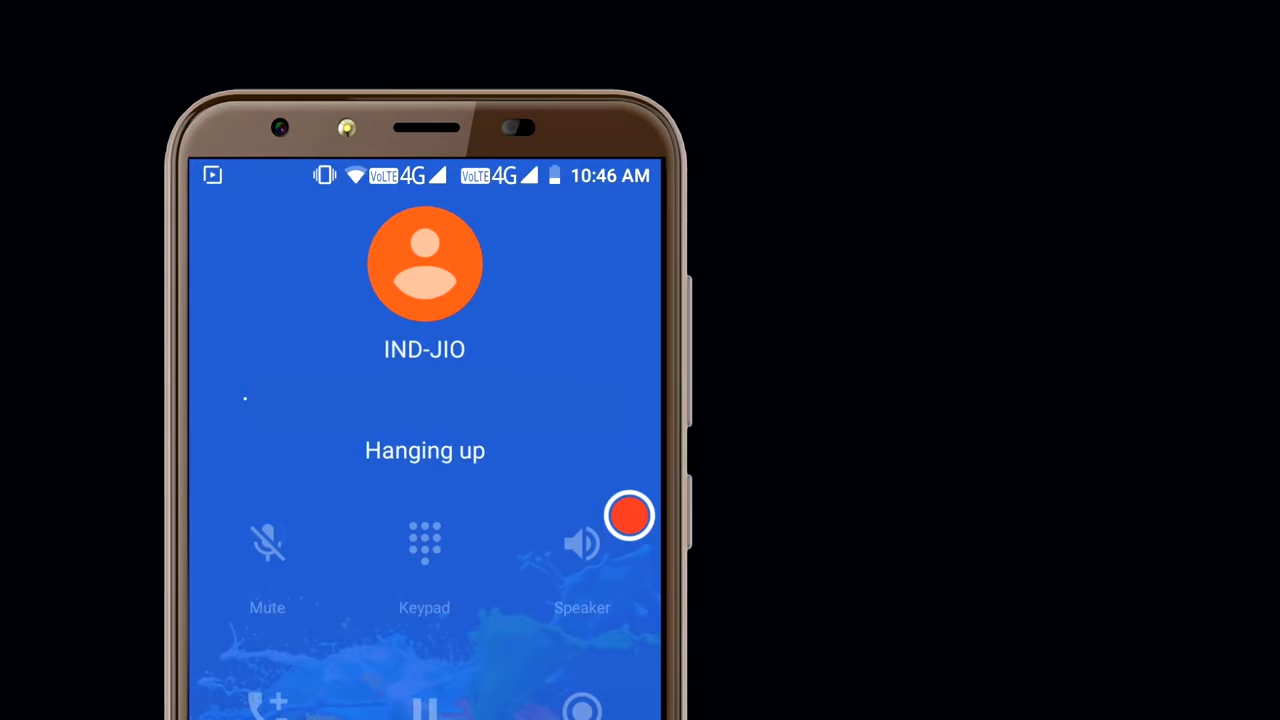 VoLTE 4G VoLTE 4G 10:46 AM
IND-JIO
Hanging up
Mute Keypad Speaker